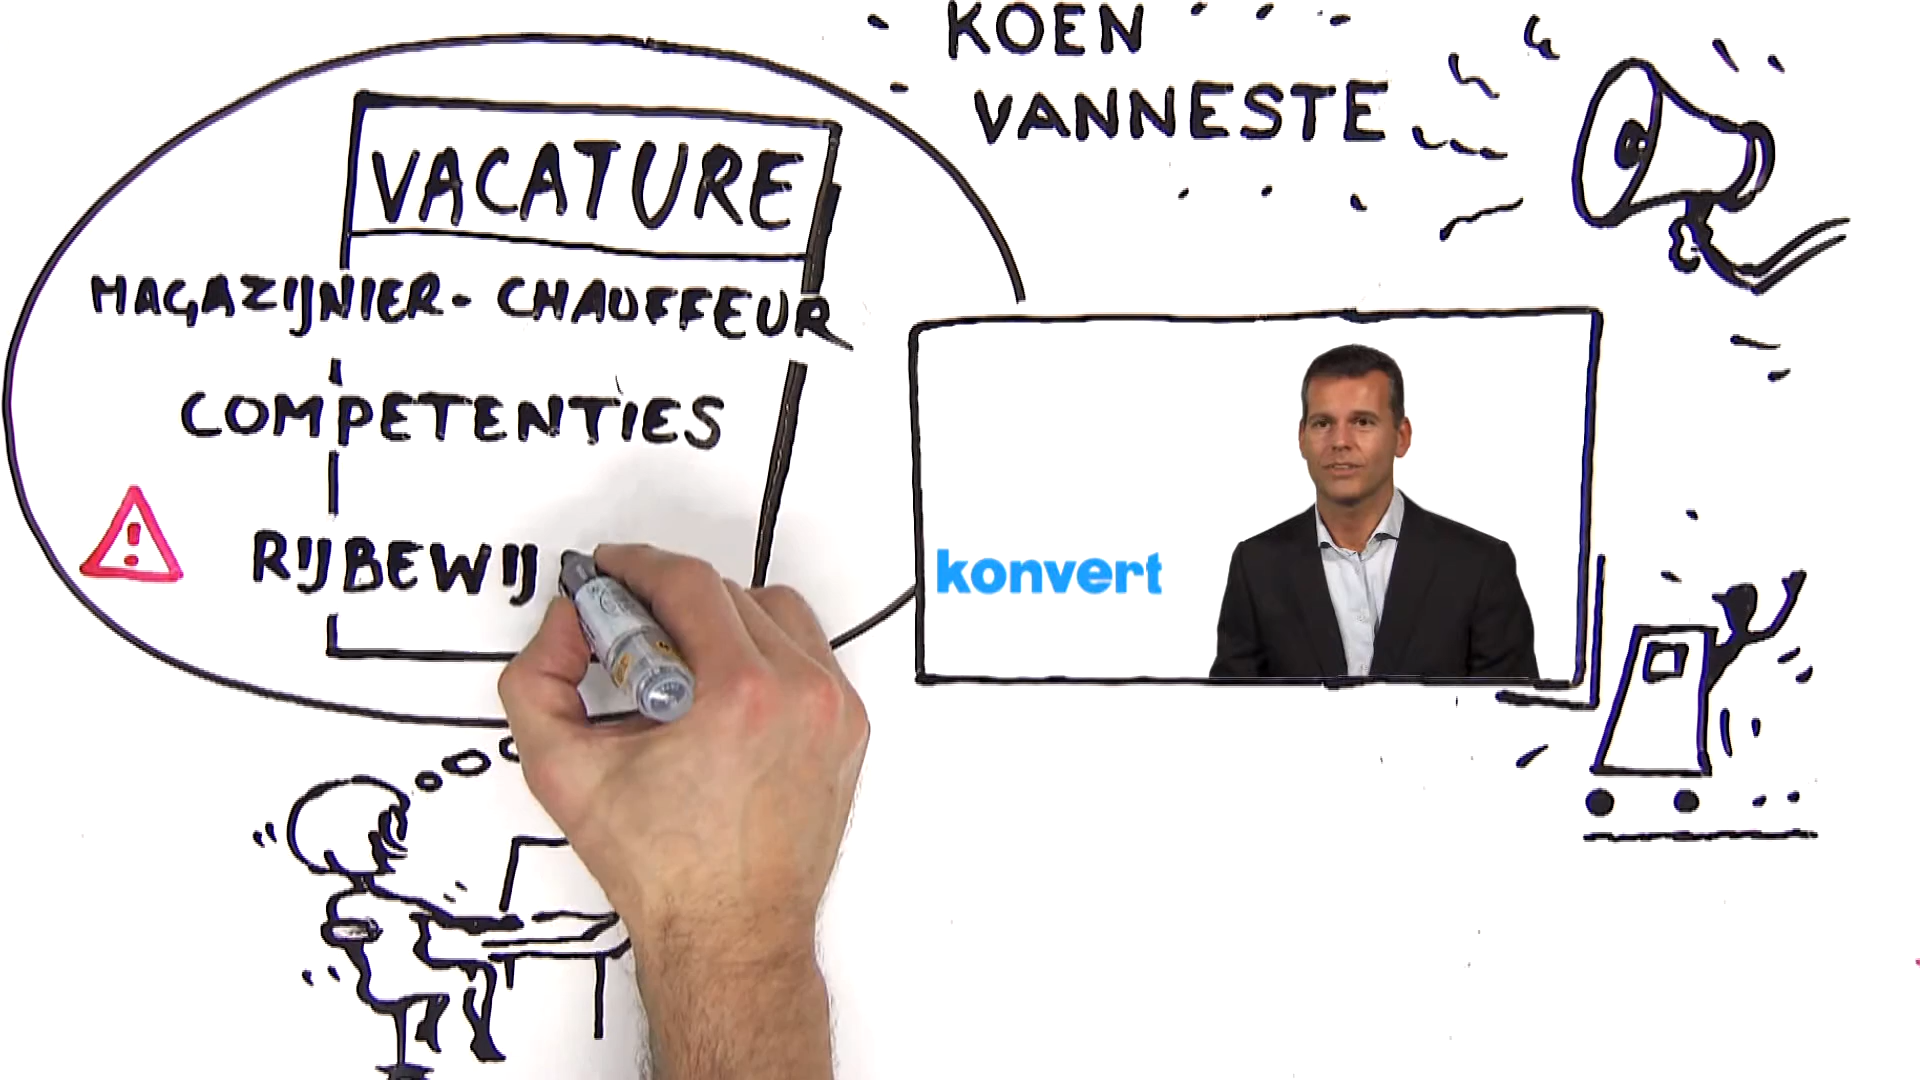 KOEN
VANNESTE
VACATURE
MAGAZIJNIER - CHAUFFEUR
COMPETENTIES
RIJBEWIJ
konvert